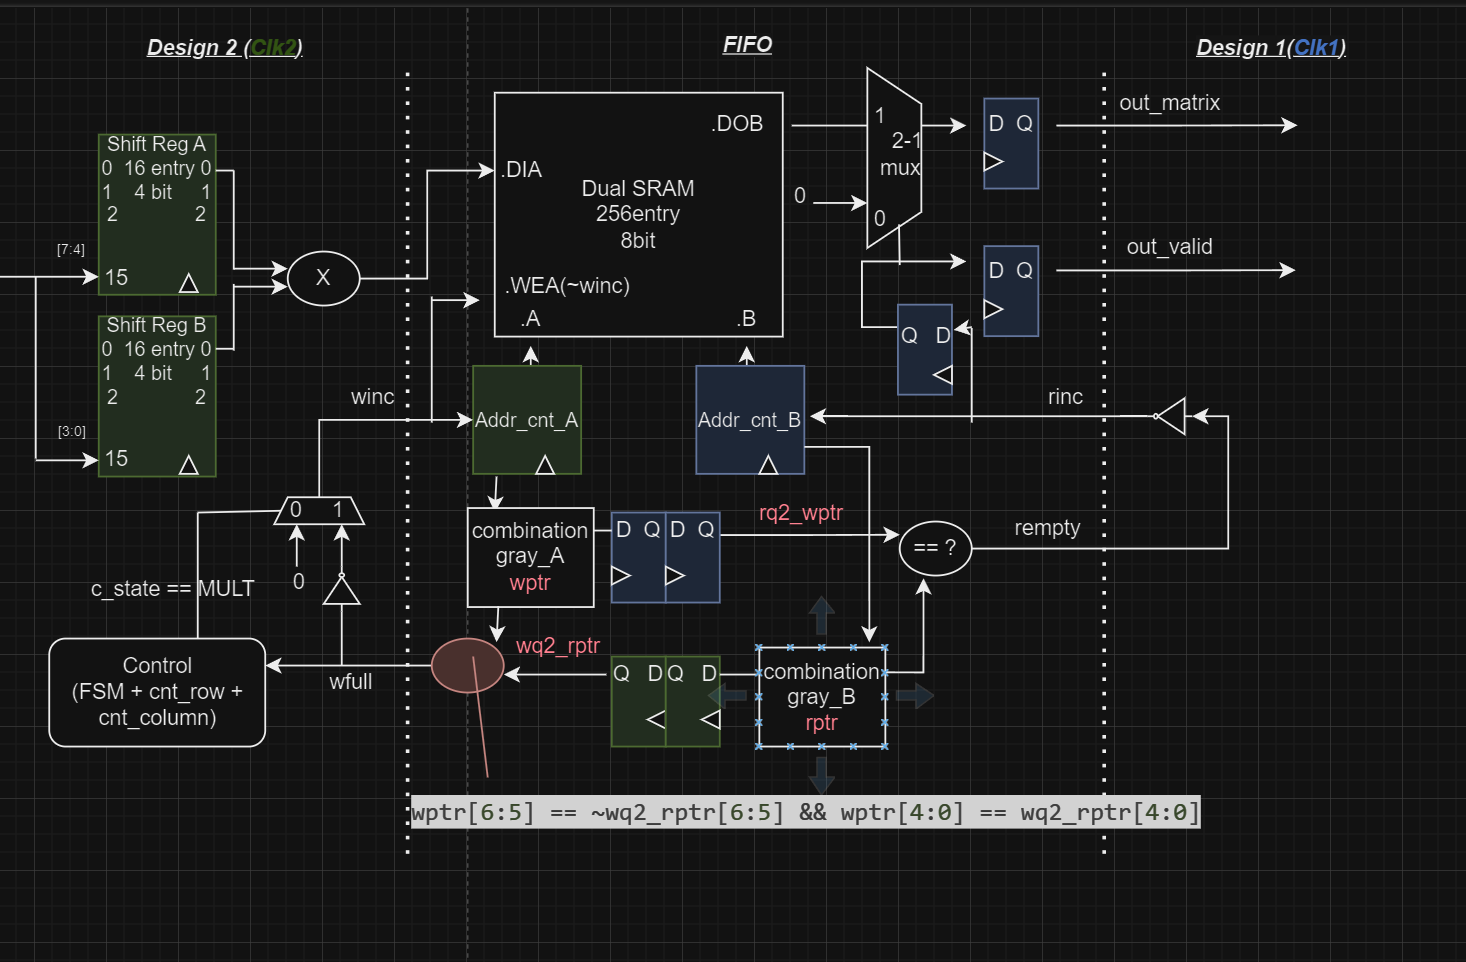 Design 2 (Clk2)
FIFO
Design 1(Clk1)
Shift Reg A
0 16 entry 0
1 4 bit 1
2 2
[7:4]
15
Shift Reg B
0 16 entry 0
1 4 bit 1
2 2
[3:0]
15
X
.DIA
.DOB
Dual SRAM
256entry
8bit
.WEA(~winc)
.A
.B
1
2-1
mux
0
0
D Q
out_matrix
D Q
out_valid
Q D
winc
Addr_cnt_A
Addr_cnt_B
rinc
0 1
0
c_state == MULT
combination
gray_A
wptr
D Q D Q
rq2_wptr
== ?
rempty
Control
(FSM + cnt_row +
cnt_column)
wfull
wq2_rptr
Q D Q D
combination
gray_B
rptr
wptr[6:5] == ~wq2_rptr[6:5] && wptr[4:0] == wq2_rptr[4:0]